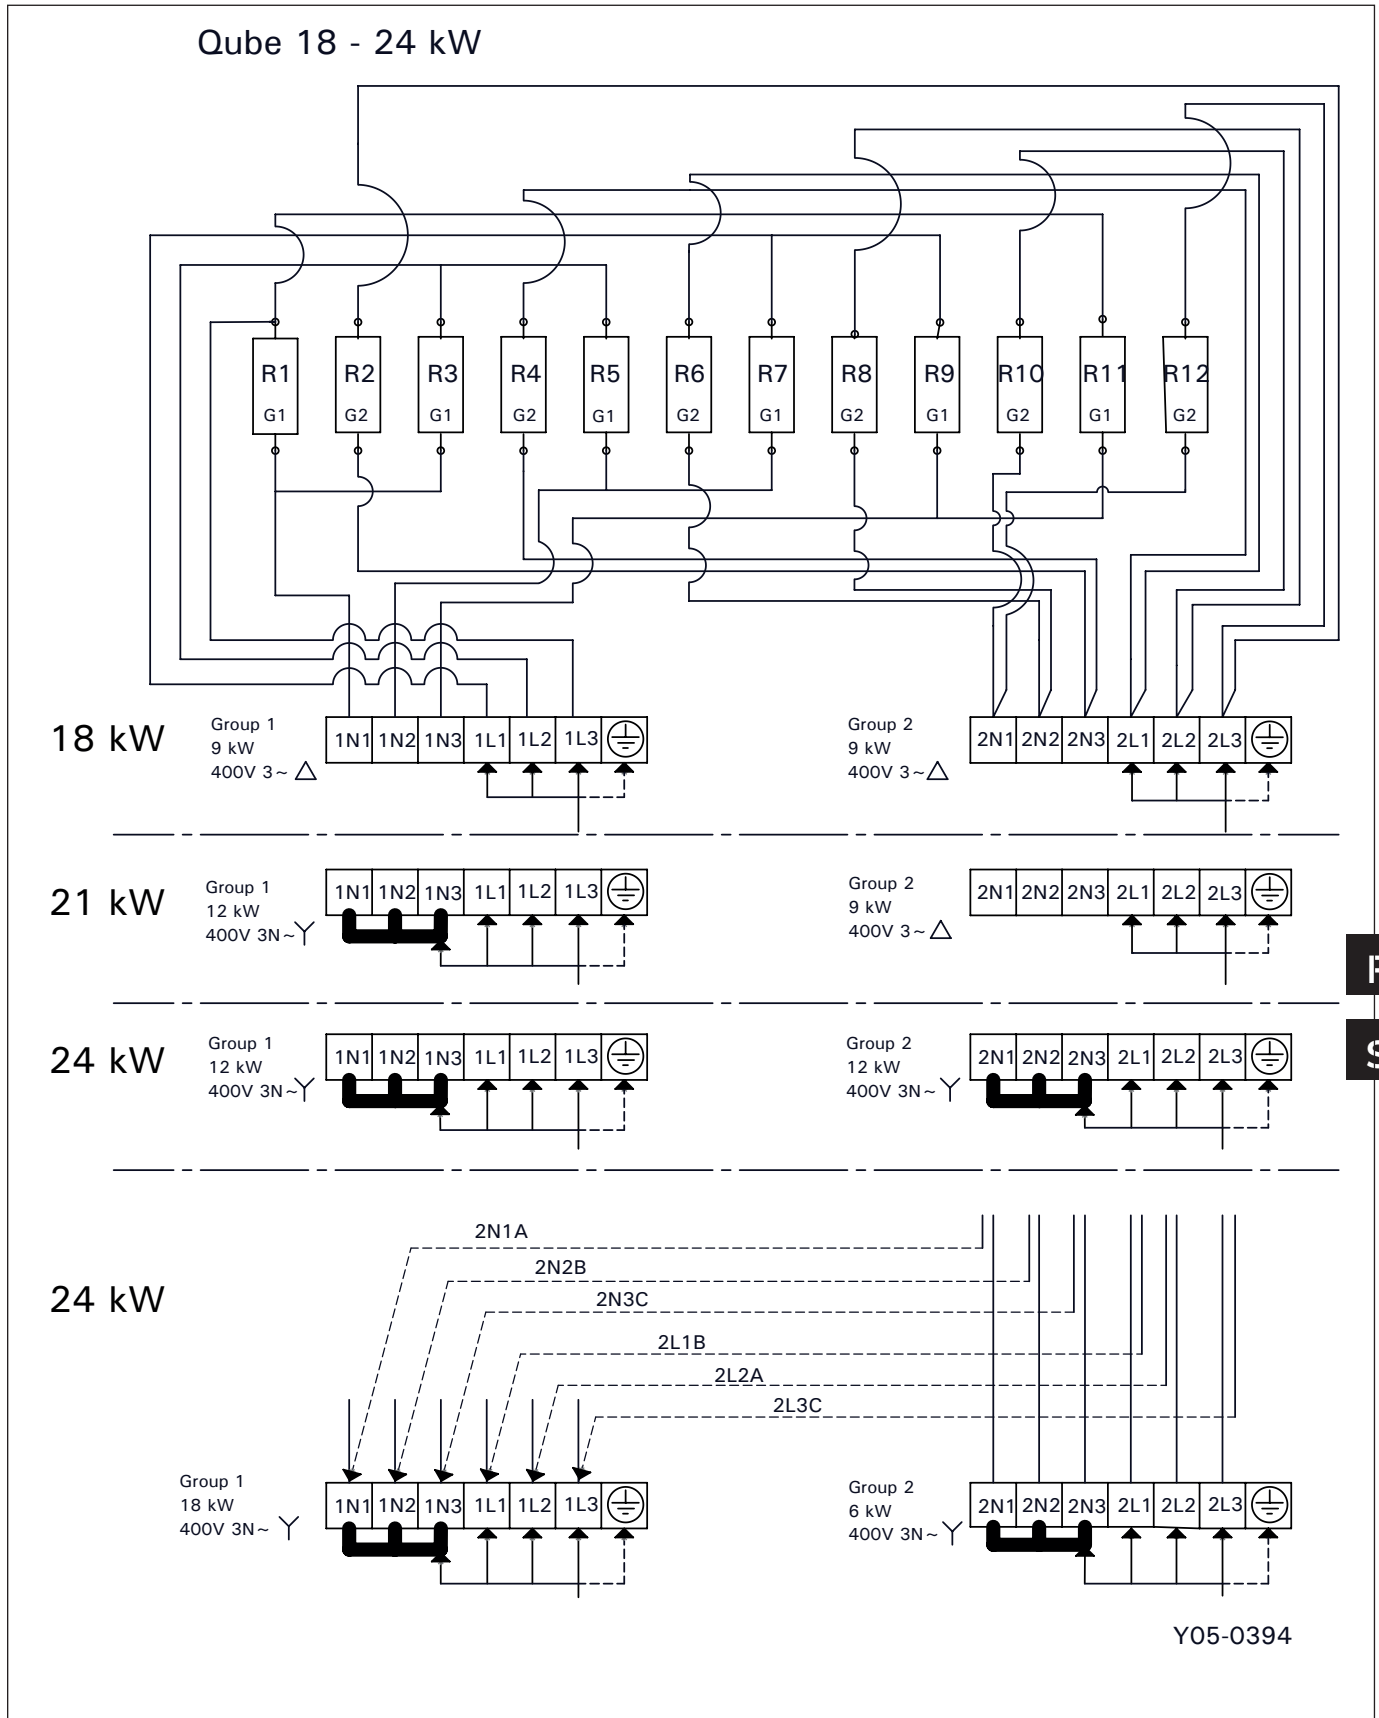 Qube 18 - 24 kW
R1 R2 R3 R4 R5 R6 R7 R8 R9 R10 R11 R12
G1 G2 G1 G2 G1 G2 G1 G2 G1 G2 G1 G2
18 kW
Group 1
9 kW
400V 3~
1N1 1N2 1N3 1L1 1L2 1L3
Group 2
9 kW
400V 3~
2N1 2N2 2N3 2L1 2L2 2L3
21 kW
Group 1
12 kW
400V 3N~
1N1 1N2 1N3 1L1 1L2 1L3
Group 2
9 kW
400V 3~
2N1 2N2 2N3 2L1 2L2 2L3
24 kW
Group 1
12 kW
400V 3N~
1N1 1N2 1N3 1L1 1L2 1L3
Group 2
12 kW
400V 3N~
2N1 2N2 2N3 2L1 2L2 2L3
24 kW
2N1A
2N2B
2N3C
2L1B
2L2A
2L3C
Group 1
18 kW
400V 3N~
1N1 1N2 1N3 1L1 1L2 1L3
Group 2
6 kW
400V 3N~
2N1 2N2 2N3 2L1 2L2 2L3
Y05-0394